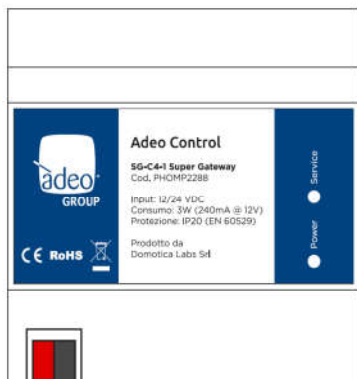 adeo
GROUP
CE RoHS
Adeo Control
SG-C4-1 Super Gateway
Cod. PHOMP2288
Input: 12/24 VDC
Consumo: 3W (240mA @ 12V)
Protezione: IP20 (EN 60529)
Prodotto da
Domotica Labs Srl
Service
Power